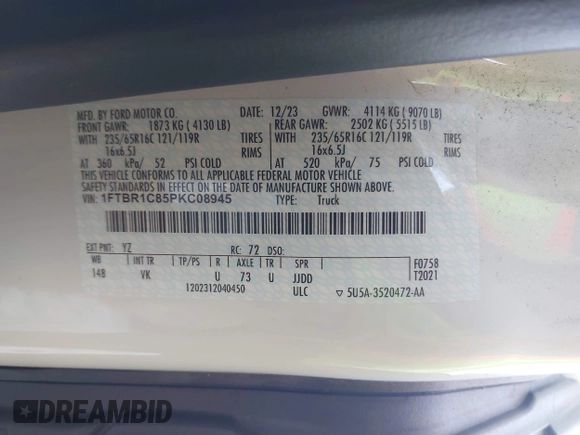 MFD. BY FORD MOTOR CO. 12/23 GVWR: 4114 KG ( 9070 LB)
FRONT GAWR: 1873 KG ( 4130 LB) REAR GAWR: 2502 KG ( 5515 LB)
235/65R16C 121/119R TIRES 235/65R16C 121/119R TIRES
16x6.5J RIMS 16x6.5J RIMS
AT 360 kPa/ 52 PSI COLD AT 520 kPa/ 75 PSI COLD
THIS VEHICLE CONFORMS TO ALL APPLICABLE FEDERAL MOTOR VEHICLE
SAFETY STANDARDS IN EFFECT ON THE DATE OF MANUFACTURE SHOWN ABOVE.
VIN: 1FTBR1C85PKC08945 TYPE: Truck
EXT PNT: YZ RC: 72 DSO:
WB INT TR TP/PS R AXLE TR SPR F0758
148 VK U 73 U JJDD T2021
1202312040450 ULC ▽ 5U5A-3520472-AA
DREAMBID